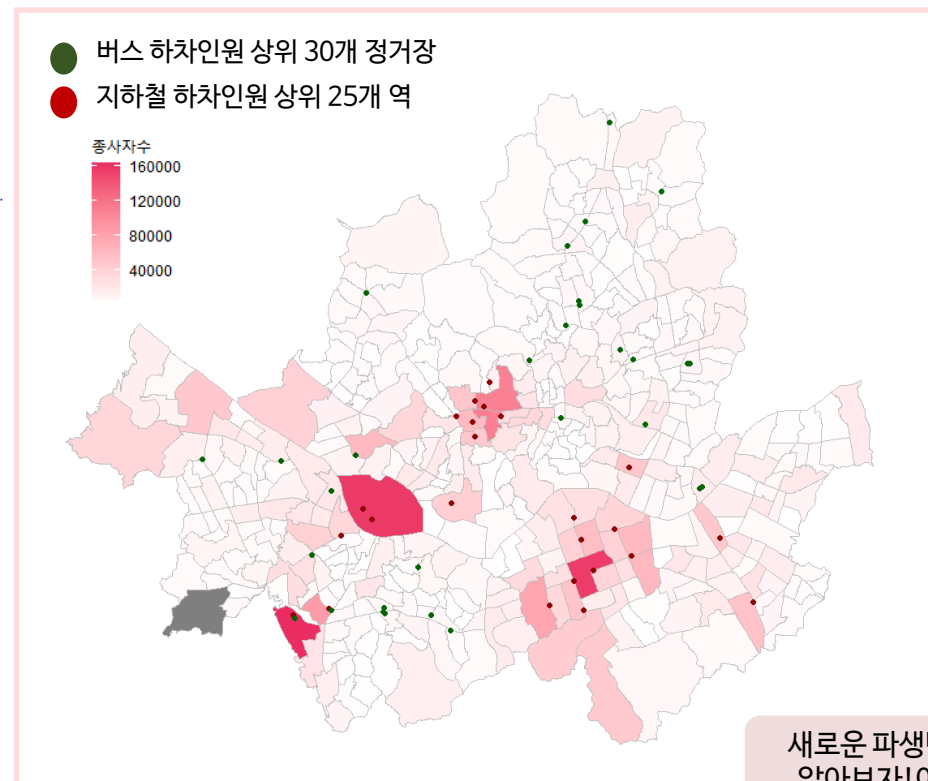 버스 하차인원 상위 30개 정거장
지하철 하차인원 상위 25개 역
종사자수
160000
120000
80000
40000
새로운